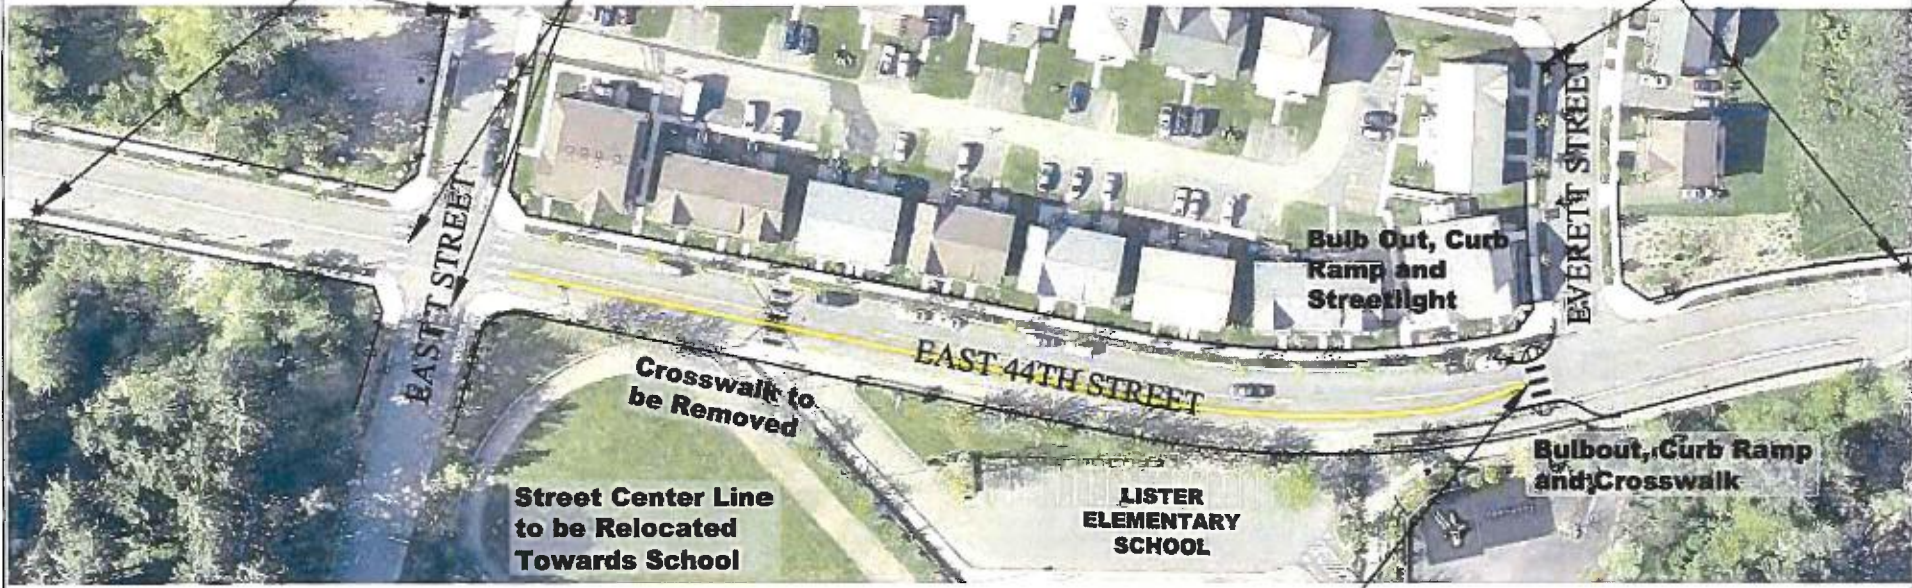 EAST T STREET
EVERETT STREET
Bulb Out, Curb
Ramp and
Streetlight
EAST 44TH STREET
Crosswalk to
be Removed
Street Center Line
to be Relocated
Towards School
LISTER
ELEMENTARY
SCHOOL
Bulbout, Curb Ramp
and Crosswalk